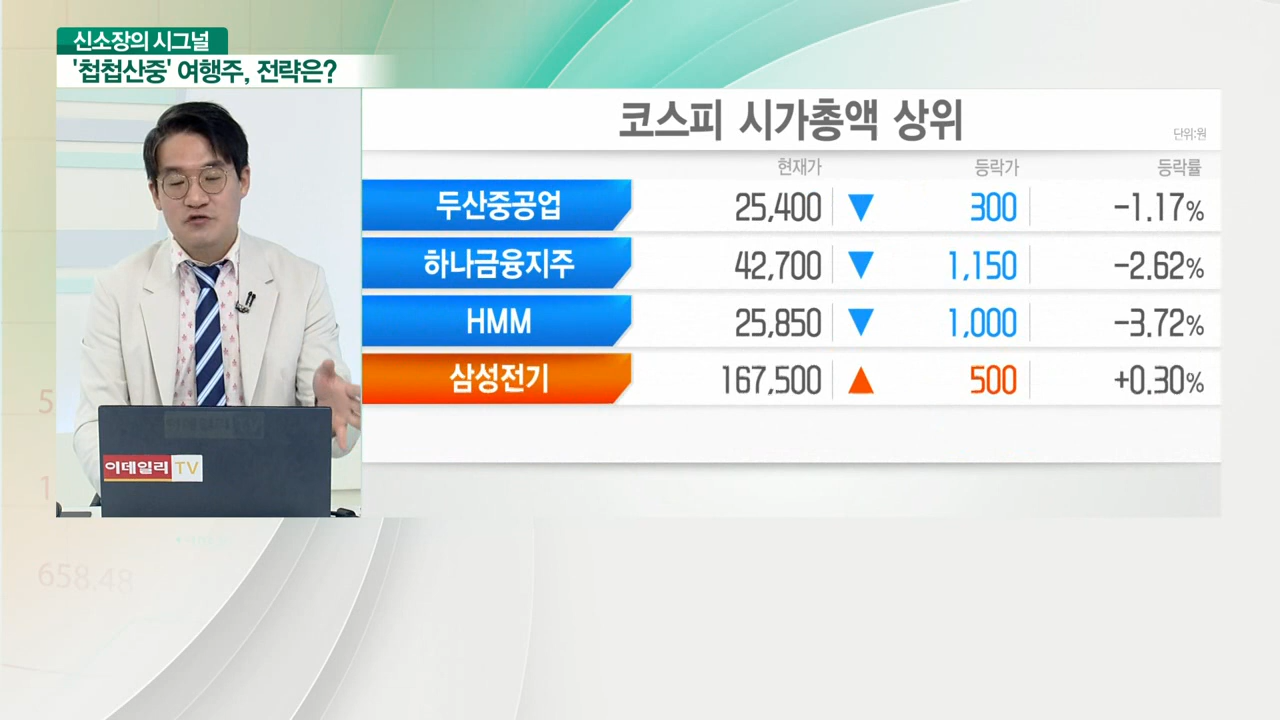 신소장의 시그널
'첩첩산중' 여행주, 전략은?
코스피 시가총액 상위
단위:원
현재가 등락가 등락률
두산중공업 25,400 ▼ 300 -1.17%
하나금융지주 42,700 ▼ 1,150 -2.62%
HMM 25,850 ▼ 1,000 -3.72%
삼성전기 167,500 ▲ 500 +0.30%
이데일리 TV
5
1
658.48